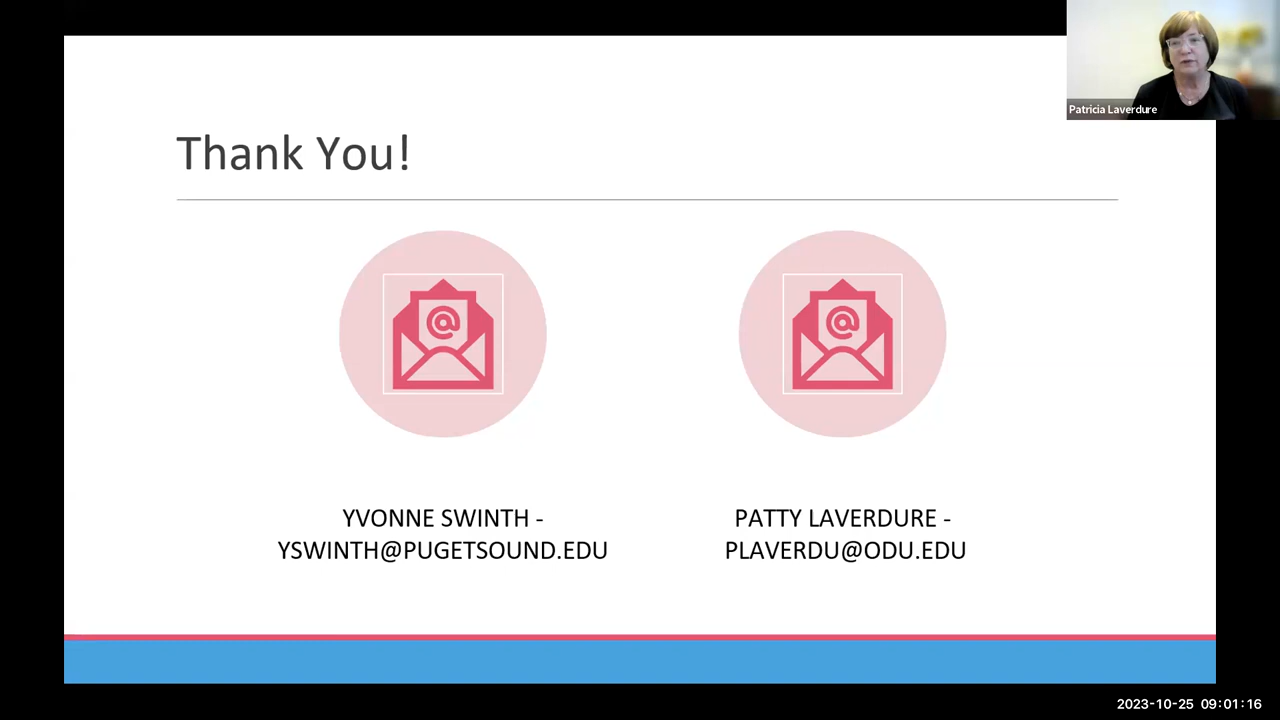 Patricia Laverdure
Thank You!
@
@
YVONNE SWINTH -
YSWINTH@PUGETSOUND.EDU
PATTY LAVERDURE -
PLAVERDU@ODU.EDU
2023-10-25 09:01:16